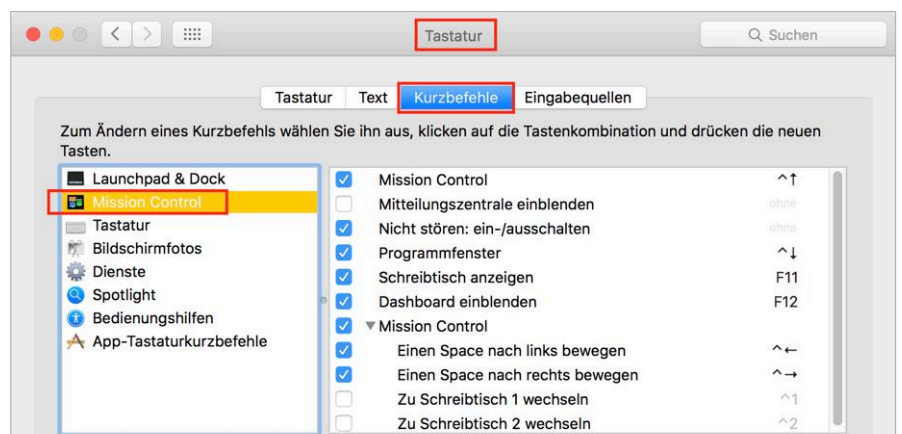 Tastatur
Suchen
Tastatur Text Kurzbefehle Eingabequellen
Zum Ändern eines Kurzbefehls wählen Sie ihn aus, klicken auf die Tastenkombination und drücken die neuen
Tasten.
Launchpad & Dock
Mission Control
Tastatur
Bildschirmfotos
Dienste
Spotlight
Bedienungshilfen
App-Tastaturkurzbefehle
Mission Control ^↑
Mitteilungszentrale einblenden ohne
Nicht stören: ein-/ausschalten ohne
Programmfenster ^↓
Schreibtisch anzeigen F11
Dashboard einblenden F12
Mission Control
Einen Space nach links bewegen ^←
Einen Space nach rechts bewegen ^→
Zu Schreibtisch 1 wechseln ^1
Zu Schreibtisch 2 wechseln ^2